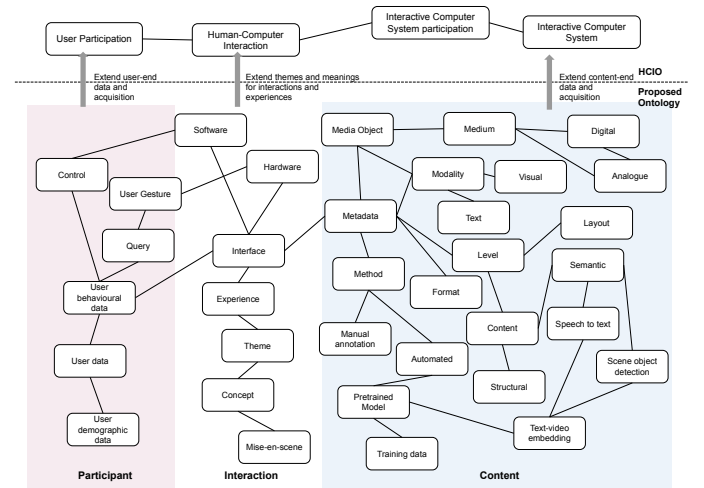 User Participation
Human-Computer
Interaction
Interactive Computer
System participation
Interactive Computer
System
Extend user-end
data and
acquisition
Extend themes and meanings
for interactions and
experiences
Extend content-end
data and
acquisition
HCIO
Proposed
Ontology
Software
Media Object
Medium
Digital
Hardware
Control
User Gesture
Modality
Visual
Analogue
Metadata
Text
Layout
Query
Interface
Level
Semantic
Method
User
behavioural
data
Experience
Format
Manual
annotation
Content
Speech to text
User data
Theme
Automated
Scene object
detection
Structural
Concept
Pretrained
Model
User
demographic
data
Text-video
embedding
Mise-en-scene
Training data
Participant
Interaction
Content